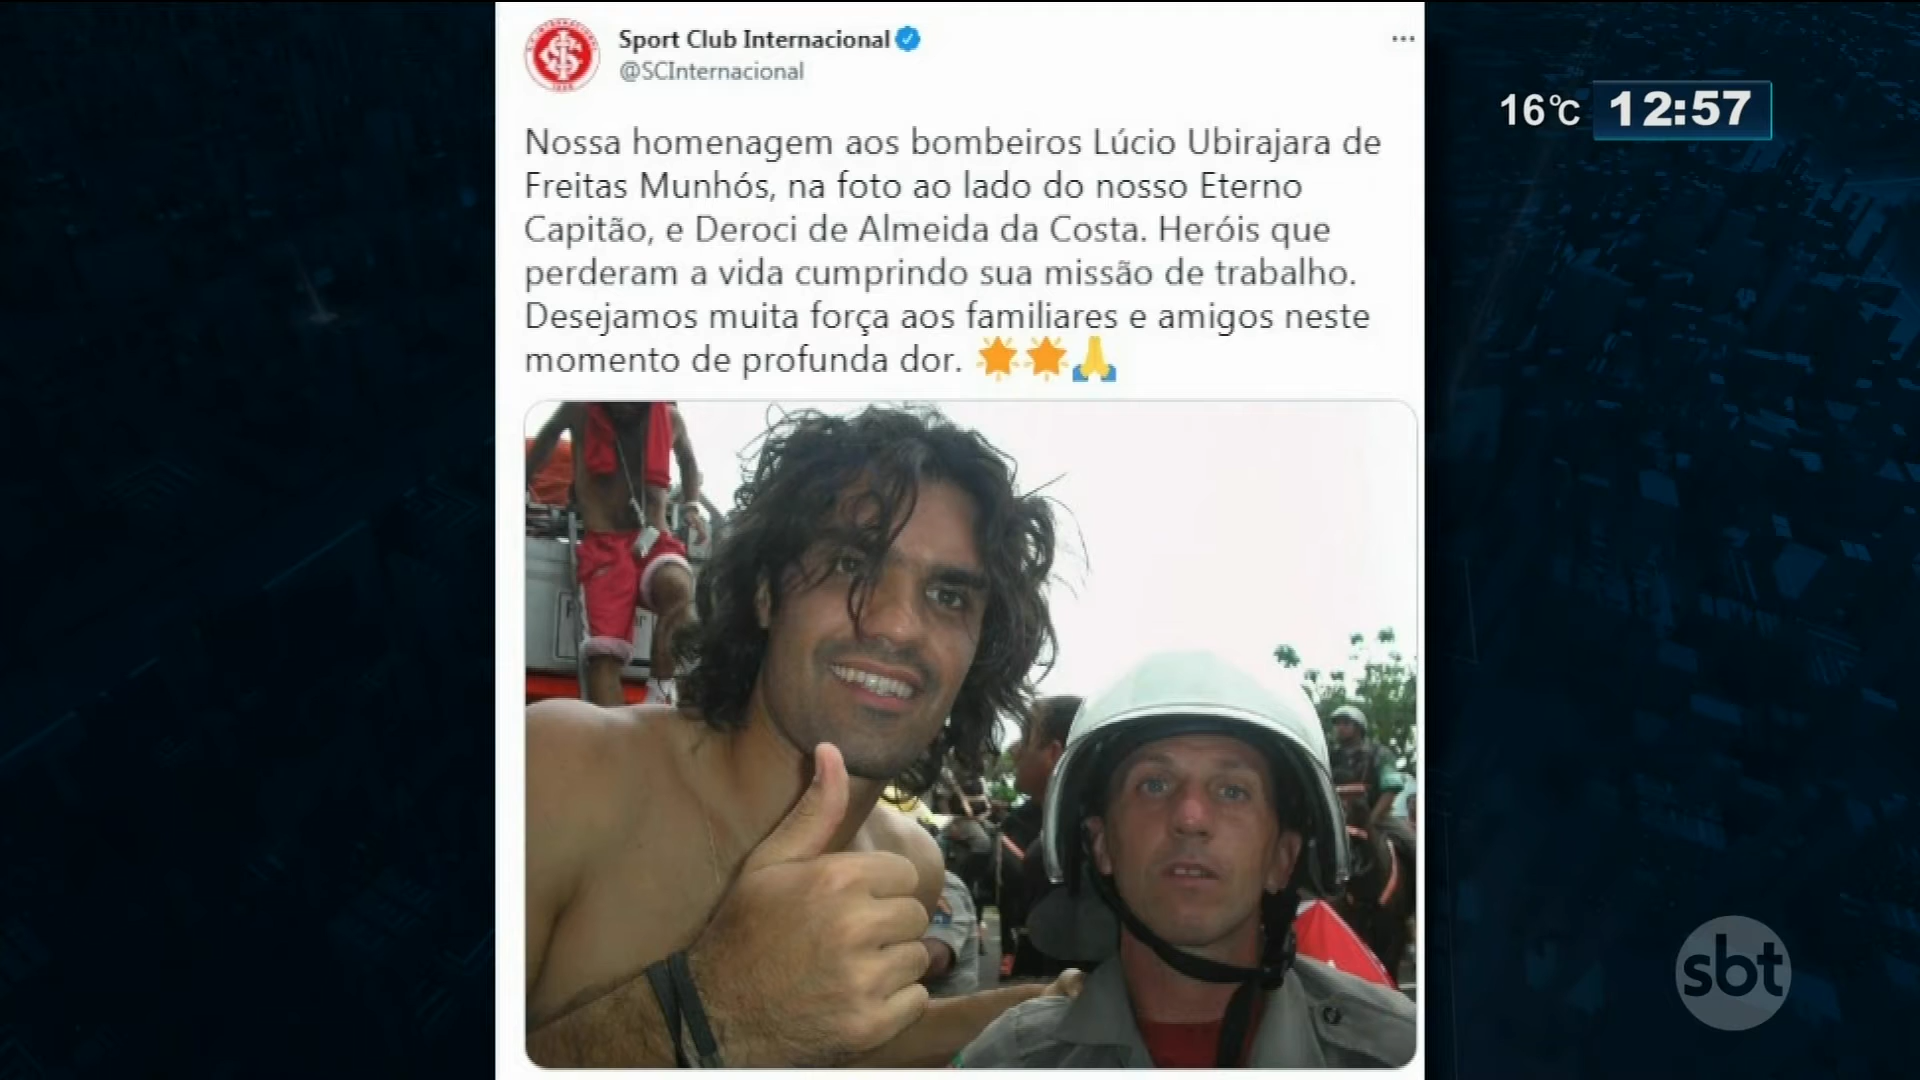 Sport Club Internacional
@SCInternacional
16°C 12:57
Nossa homenagem aos bombeiros Lúcio Ubirajara de
Freitas Munhós, na foto ao lado do nosso Eterno
Capitão, e Deroci de Almeida da Costa. Heróis que
perderam a vida cumprindo sua missão de trabalho.
Desejamos muita força aos familiares e amigos neste
momento de profunda dor.
sbt